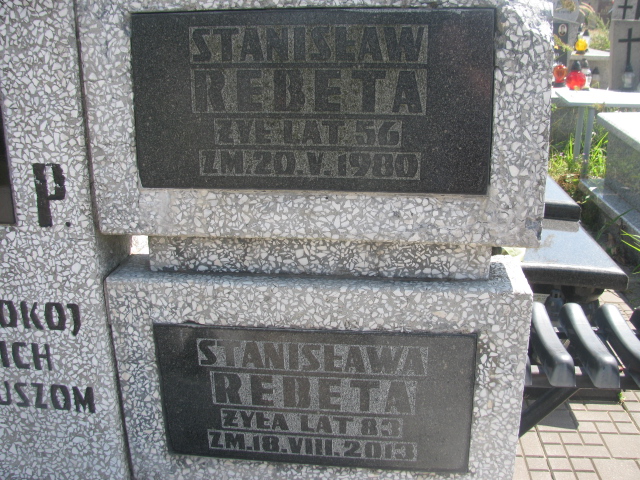 STANISŁAW
REBETA
ŻYŁ LAT 56
ZM. 20. V. 1980
P.
OKÓJ
ICH
USZOM
STANISŁAWA
REBETA
ŻYŁA LAT 83
ZM. 18. VIII. 2013